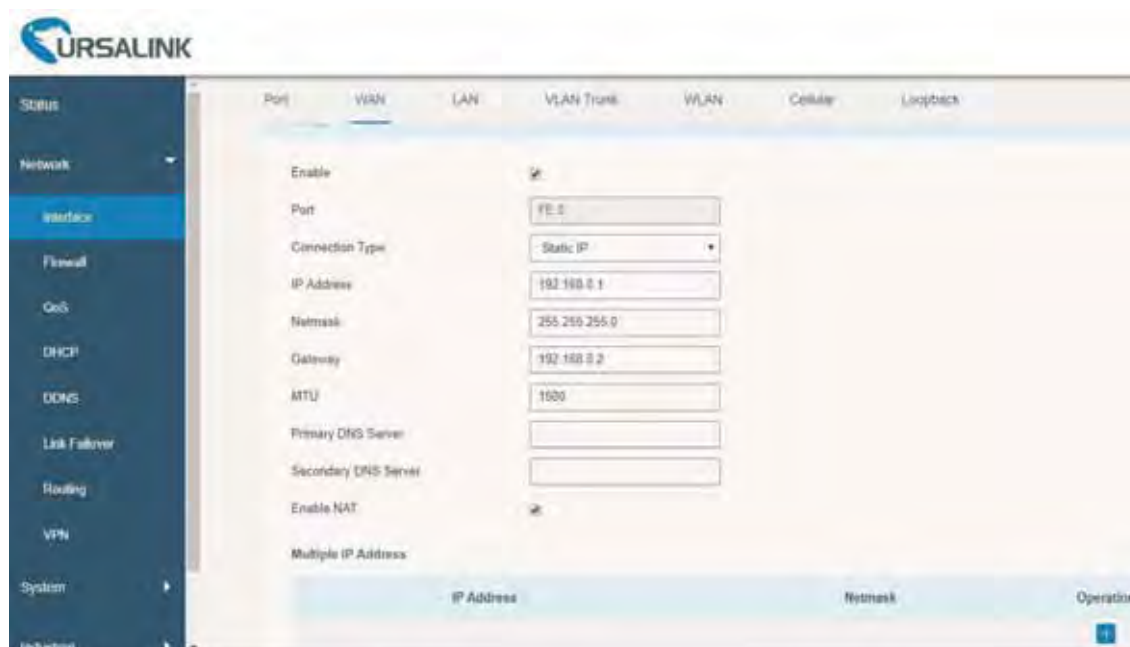 URSALINK
Status
Network
Interface
Firewall
QoS
DHCP
DDNS
Link Failover
Routing
VPN
System
Industrial
Port WAN LAN VLAN Trunk WLAN Cellular Loopback
Enable
Port FE 0
Connection Type Static IP
IP Address 192.168.0.1
Netmask 255.255.255.0
Gateway 192.168.0.2
MTU 1500
Primary DNS Server
Secondary DNS Server
Enable NAT
Multiple IP Address
IP Address Netmask Operation